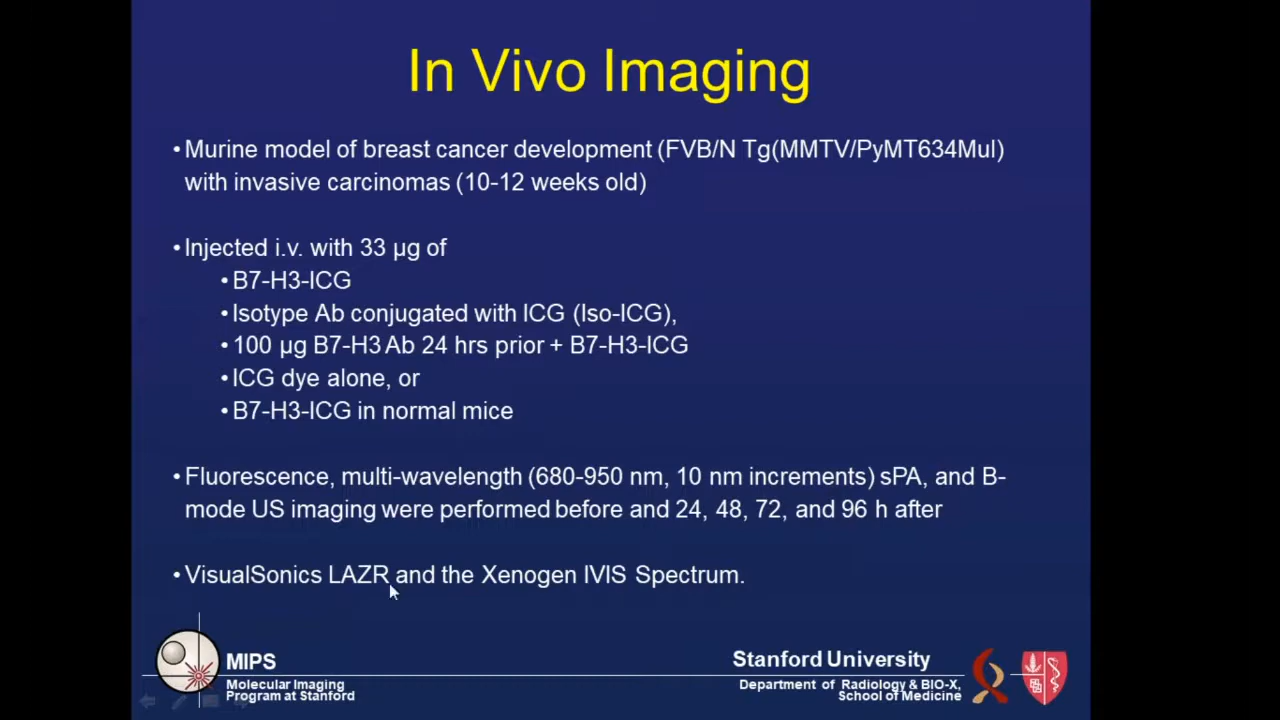 In Vivo Imaging
•Murine model of breast cancer development (FVB/N Tg(MMTV/PyMT634Mul)
with invasive carcinomas (10-12 weeks old)
•Injected i.v. with 33 µg of
•B7-H3-ICG
•Isotype Ab conjugated with ICG (Iso-ICG),
•100 µg B7-H3 Ab 24 hrs prior + B7-H3-ICG
•ICG dye alone, or
•B7-H3-ICG in normal mice
•Fluorescence, multi-wavelength (680-950 nm, 10 nm increments) sPA, and B-
mode US imaging were performed before and 24, 48, 72, and 96 h after
•VisualSonics LAZR and the Xenogen IVIS Spectrum.
MIPS
Molecular Imaging
Program at Stanford
Stanford University
Department of Radiology & BIO-X,
School of Medicine